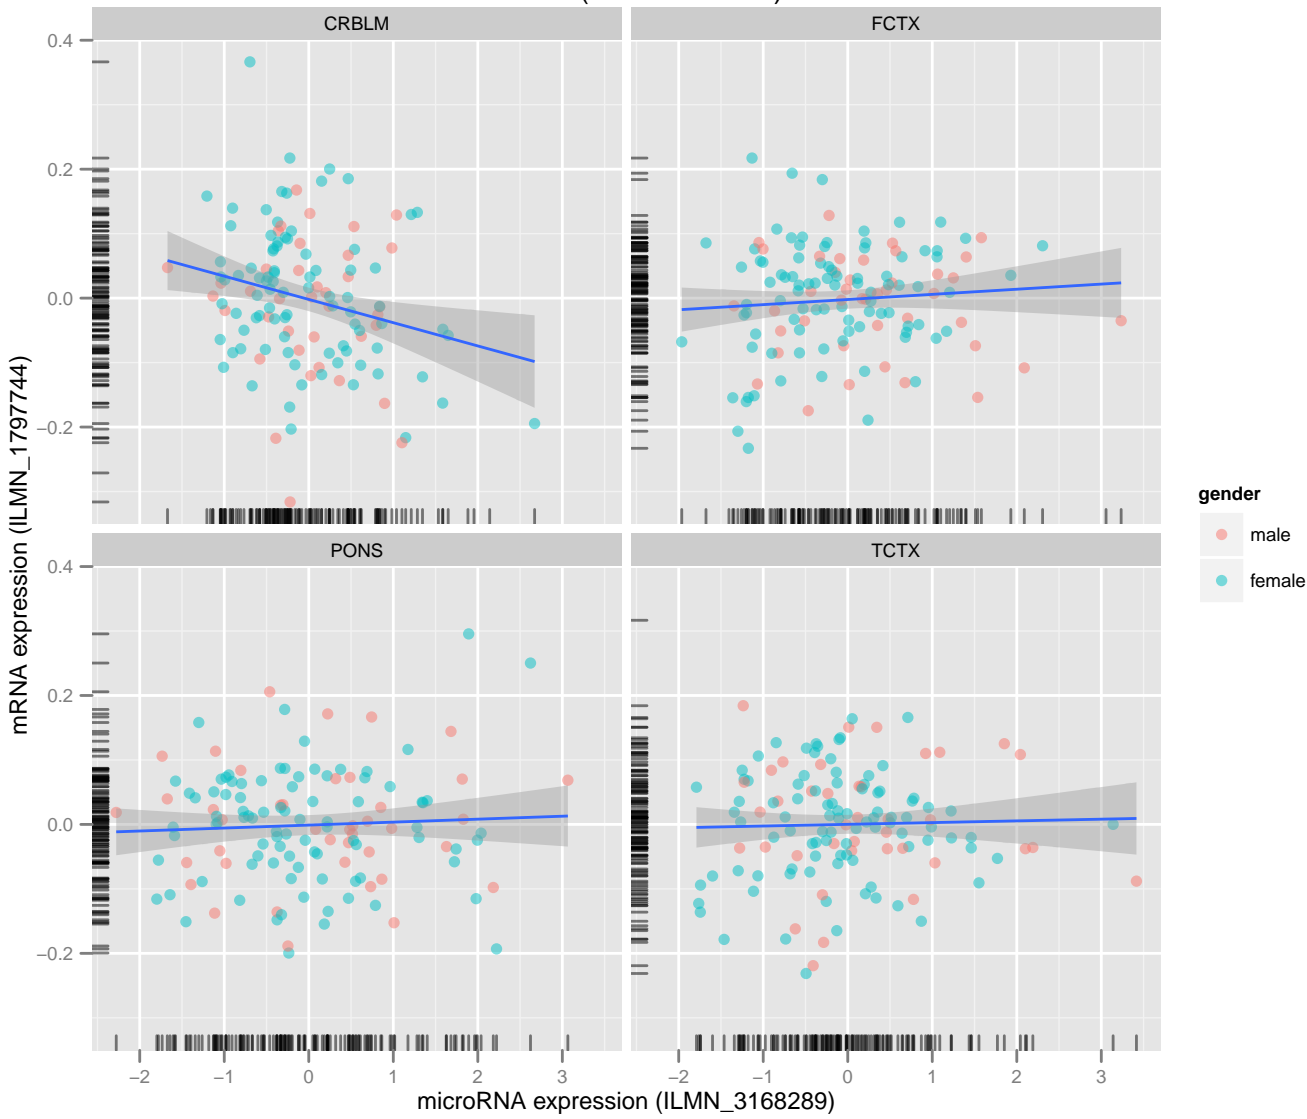 CRBLM
FCTX
0.4
0.2
0.0
−0.2
PONS
TCTX
0.4
0.2
0.0
−0.2
−2
−1
0
1
2
3
−2
−1
0
1
2
3
microRNA expression (ILMN_3168289)
mRNA expression (ILMN_1797744)
gender
male
female